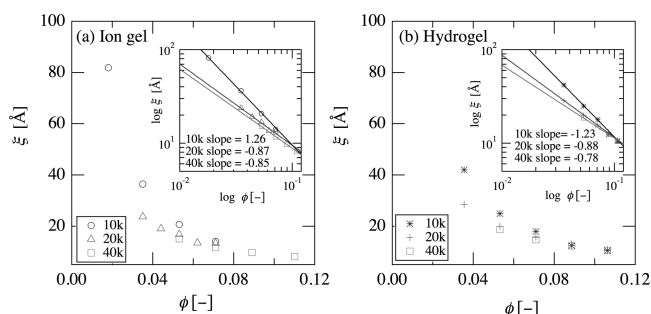 (a) Ion gel
100
80
60
40
20
ξ [Å]
0.00
0.04
0.08
0.12
ϕ [−]
10k
20k
40k
10²
10¹
log ξ [Å]
10k slope = 1.26
20k slope = -0.87
40k slope = -0.85
10⁻²
10⁻¹
log ϕ [−]
(b) Hydrogel
100
80
60
40
20
ξ [Å]
0.00
0.04
0.08
0.12
ϕ [−]
10k
20k
40k
10²
10¹
log ξ [Å]
10k slope= -1.23
20k slope= -0.88
40k slope= -0.78
10⁻²
10⁻¹
log ϕ [−]